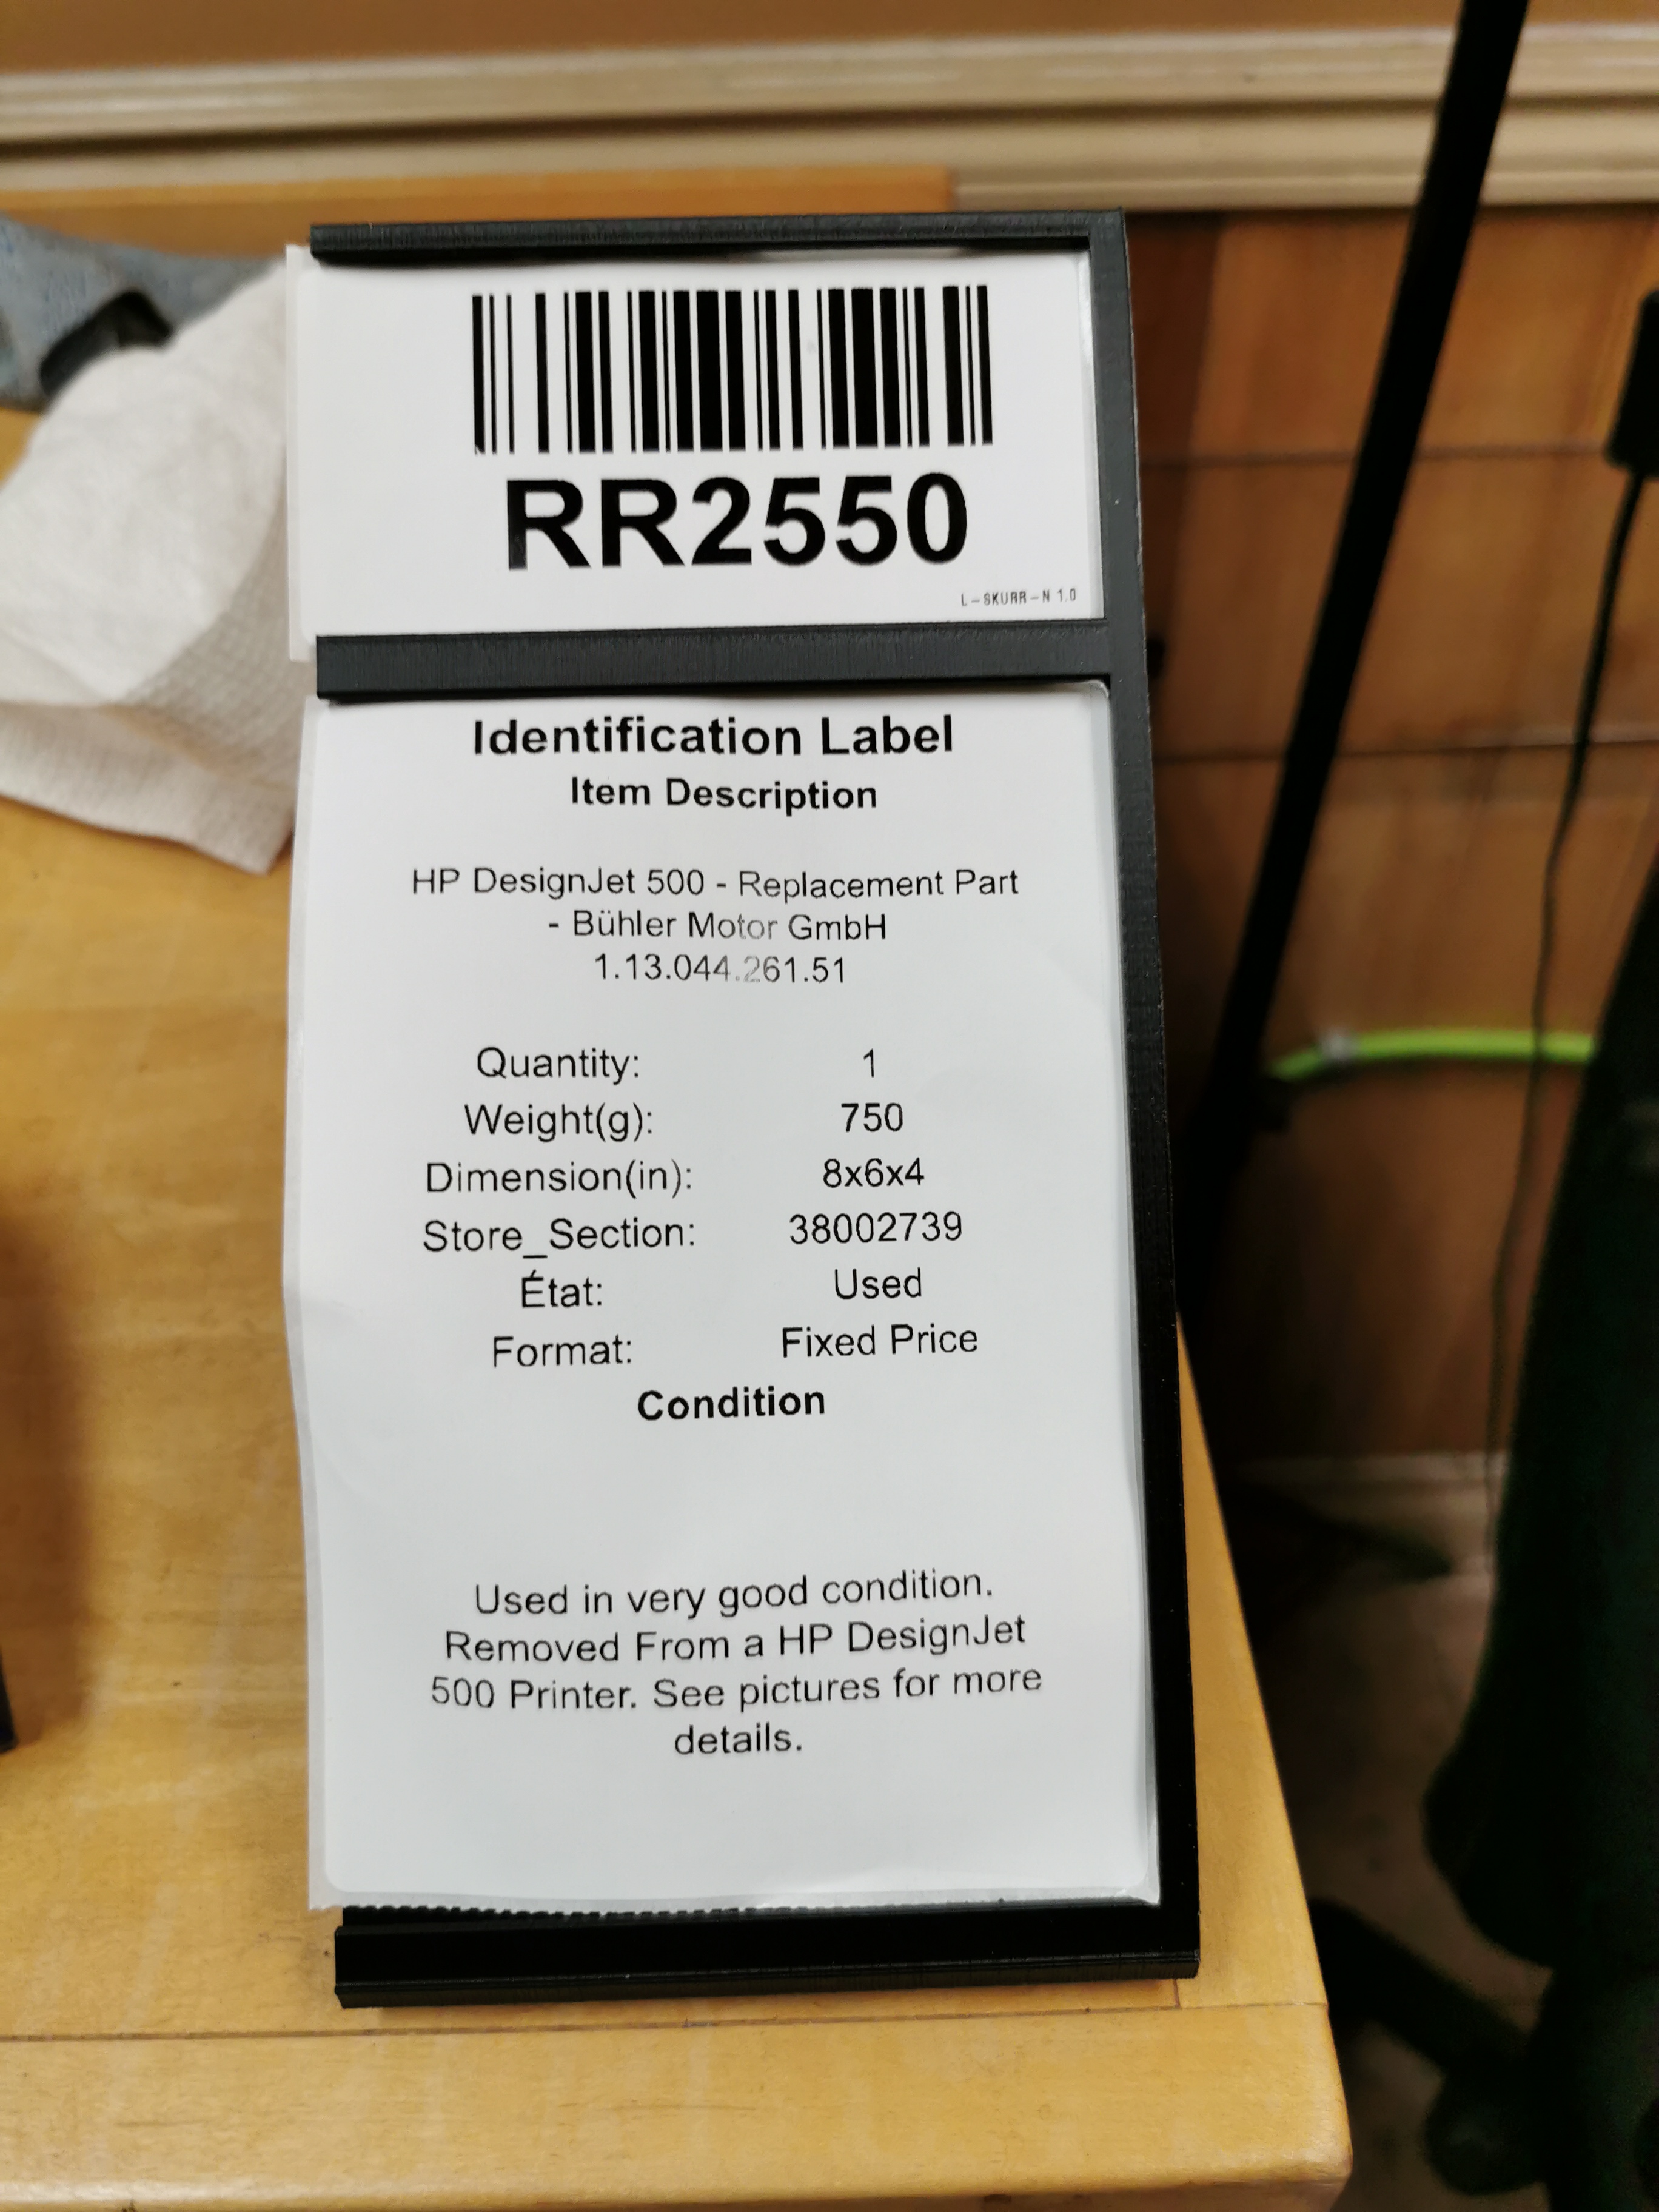 RR2550
L-SKURR-N 1.0
Identification Label
Item Description
HP DesignJet 500 - Replacement Part
- Bühler Motor GmbH
1.13.044.261.51
Quantity: 1
Weight(g): 750
Dimension(in): 8x6x4
Store_Section: 38002739
État: Used
Format: Fixed Price
Condition
Used in very good condition.
Removed From a HP DesignJet
500 Printer. See pictures for more
details.